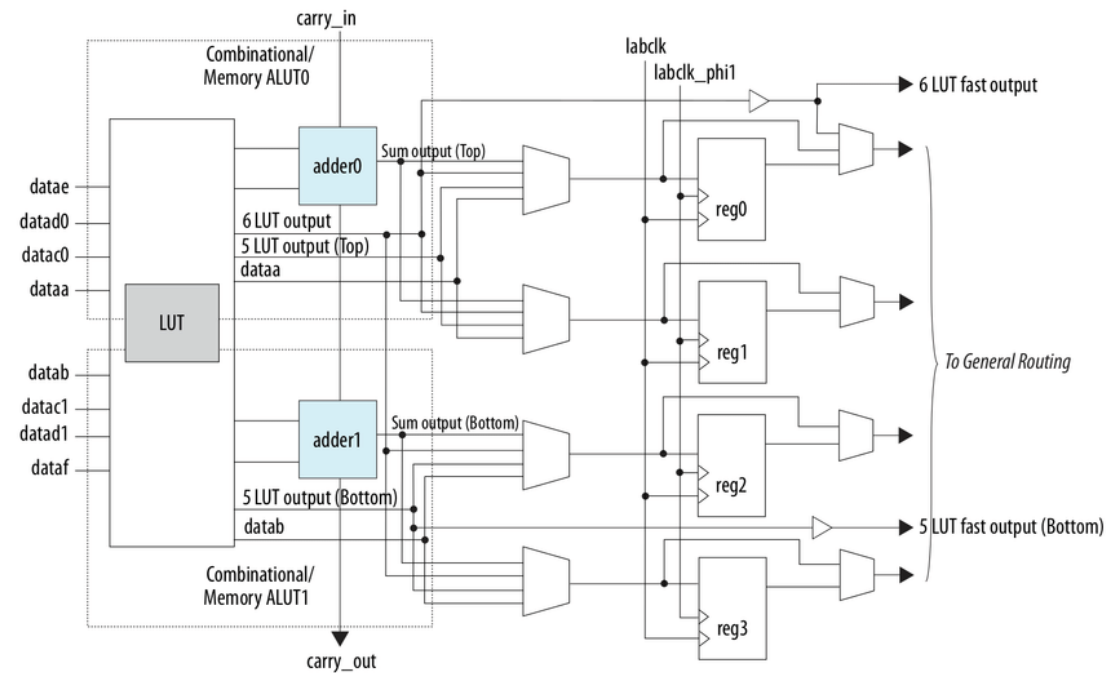 carry_in
Combinational/
Memory ALUT0
labclk
labclk_phi1
6 LUT fast output
adder0
Sum output (Top)
datae
datad0
datac0
dataa
6 LUT output
5 LUT output (Top)
dataa
reg0
LUT
reg1
To General Routing
datab
datac1
datad1
dataf
adder1
Sum output (Bottom)
reg2
5 LUT output (Bottom)
datab
5 LUT fast output (Bottom)
Combinational/
Memory ALUT1
reg3
carry_out